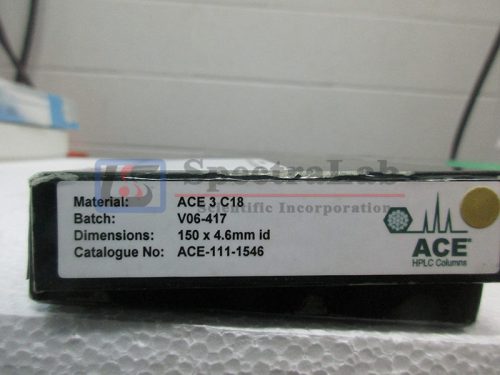 SpectraLab
Scientific Incorporation
Material: ACE 3 C18
Batch: V06-417
Dimensions: 150 x 4.6mm id
Catalogue No: ACE-111-1546
ACE
HPLC Columns